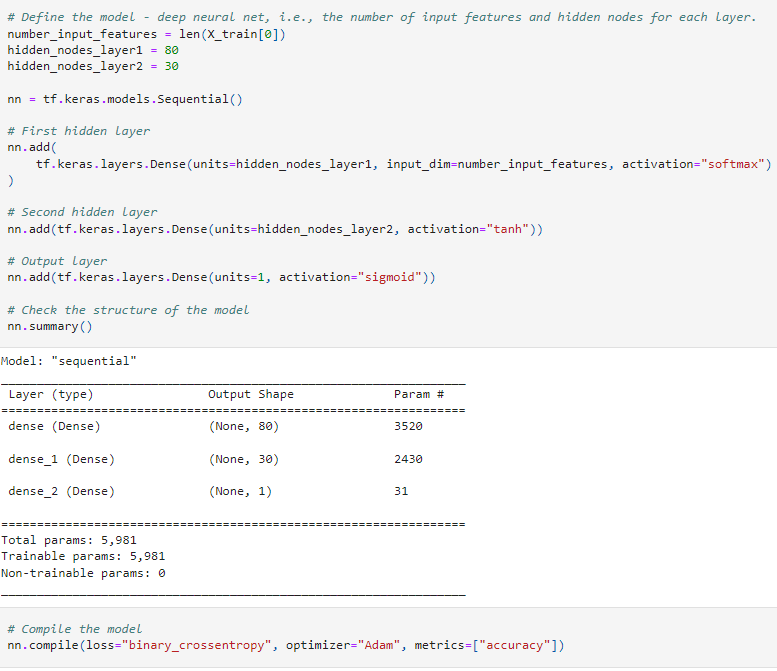 # Define the model - deep neural net, i.e., the number of input features and hidden nodes for each layer.
number_input_features = len(X_train[0])
hidden_nodes_layer1 = 80
hidden_nodes_layer2 = 30

nn = tf.keras.models.Sequential()

# First hidden layer
nn.add(
    tf.keras.layers.Dense(units=hidden_nodes_layer1, input_dim=number_input_features, activation="softmax")
)

# Second hidden layer
nn.add(tf.keras.layers.Dense(units=hidden_nodes_layer2, activation="tanh"))

# Output layer
nn.add(tf.keras.layers.Dense(units=1, activation="sigmoid"))

# Check the structure of the model
nn.summary()

Model: "sequential"
_________________________________________________________________
 Layer (type)                Output Shape              Param #
=================================================================
 dense (Dense)               (None, 80)                3520

 dense_1 (Dense)             (None, 30)                2430

 dense_2 (Dense)             (None, 1)                 31

=================================================================
Total params: 5,981
Trainable params: 5,981
Non-trainable params: 0
_________________________________________________________________

# Compile the model
nn.compile(loss="binary_crossentropy", optimizer="Adam", metrics=["accuracy"])